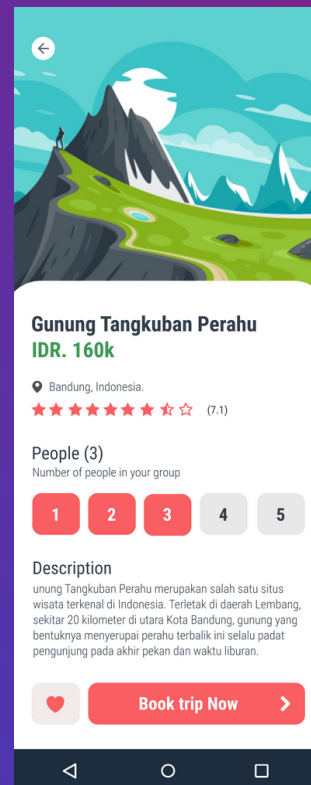 Gunung Tangkuban Perahu
IDR. 160k
Bandung, Indonesia.
(7.1)
People (3)
Number of people in your group
1 2 3 4 5
Description
unung Tangkuban Perahu merupakan salah satu situs
wisata terkenal di Indonesia. Terletak di daerah Lembang,
sekitar 20 kilometer di utara Kota Bandung, gunung yang
bentuknya menyerupai perahu terbalik ini selalu padat
pengunjung pada akhir pekan dan waktu liburan.
Book trip Now